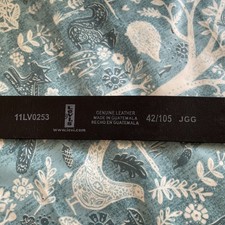 11LV0253
GENUINE LEATHER
MADE IN GUATEMALA
HECHO EN GUATEMALA
42/105 JGG